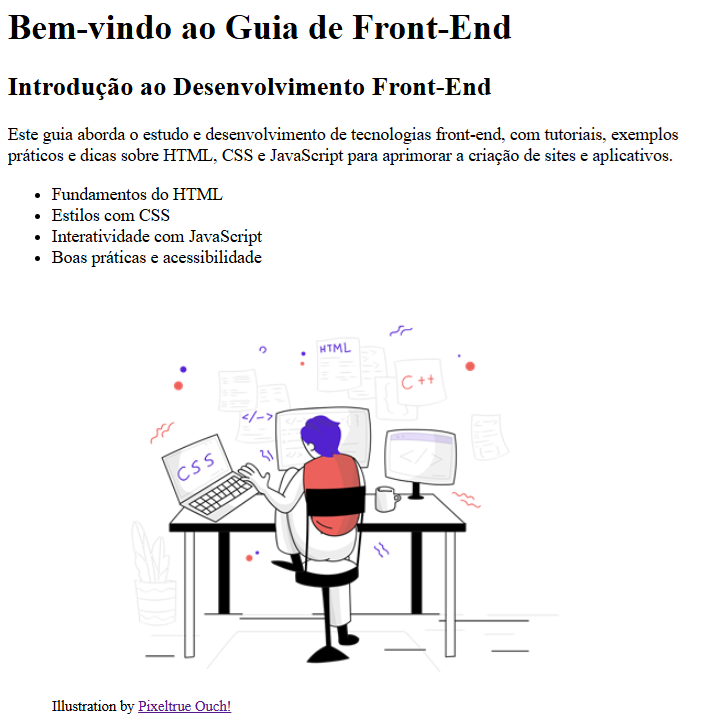 Bem-vindo ao Guia de Front-End
Introdução ao Desenvolvimento Front-End
Este guia aborda o estudo e desenvolvimento de tecnologias front-end, com tutoriais, exemplos
práticos e dicas sobre HTML, CSS e JavaScript para aprimorar a criação de sites e aplicativos.
Fundamentos do HTML
Estilos com CSS
Interatividade com JavaScript
Boas práticas e acessibilidade
HTML
C++
</-->
CSS
</>
Illustration by Pixeltrue Ouch!